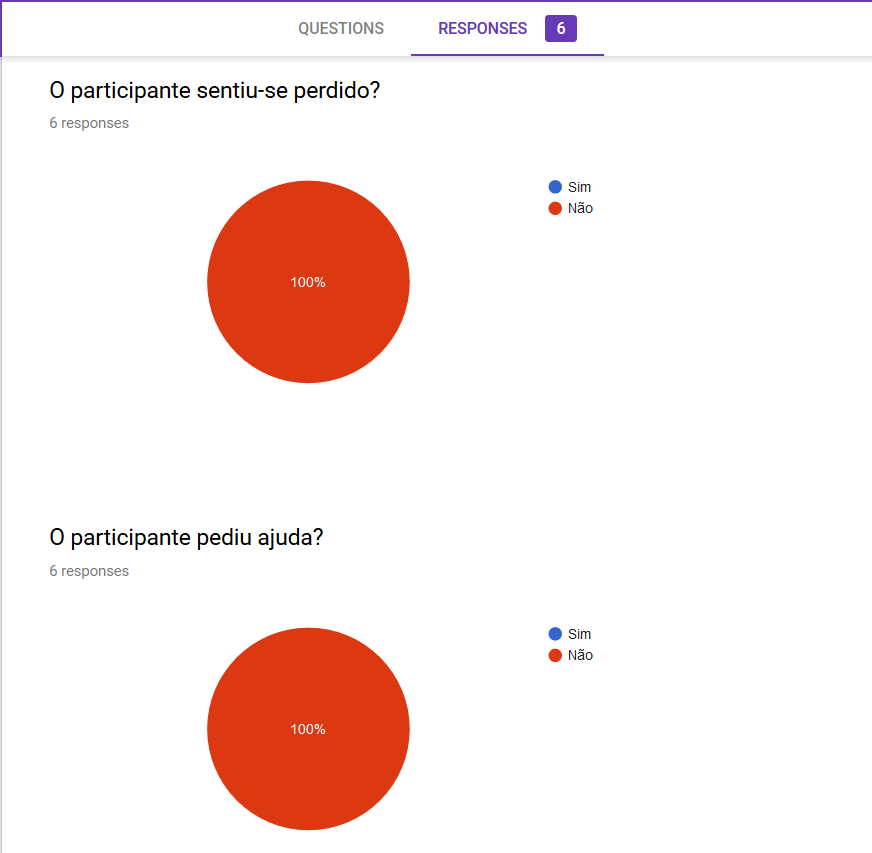 QUESTIONS RESPONSES 6
O participante sentiu-se perdido?
6 responses
Sim
Não
100%
O participante pediu ajuda?
6 responses
Sim
Não
100%